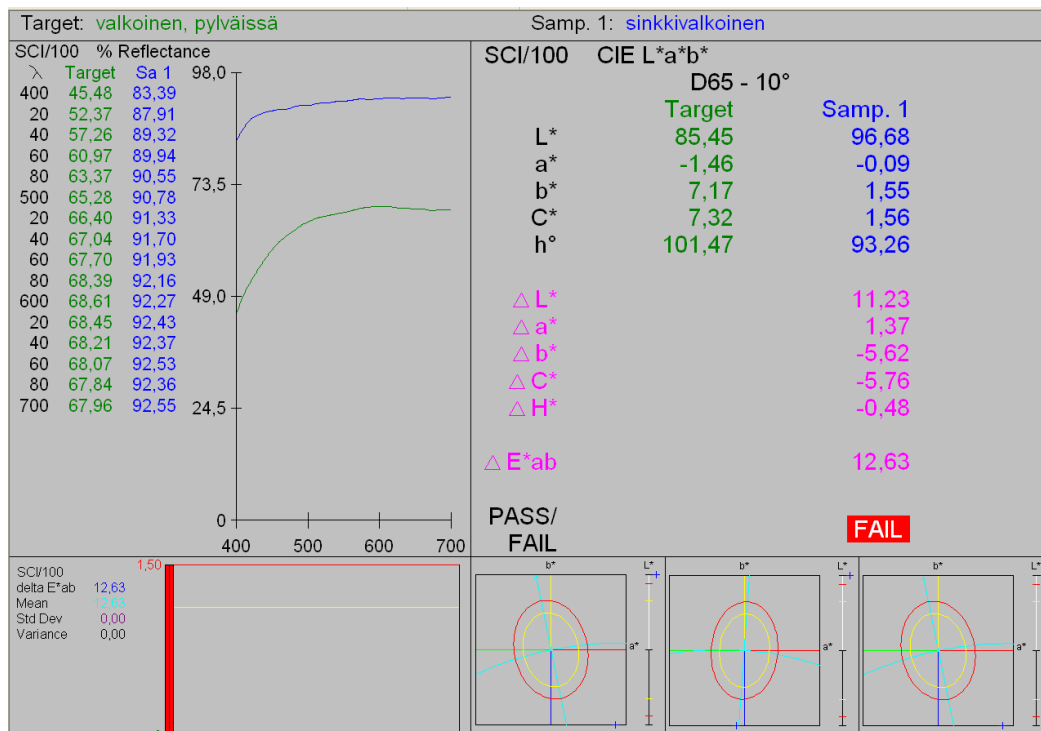 Target: valkoinen, pylväissä Samp. 1: sinkkivalkoinen
SCI/100 % Reflectance
λ Target Sa 1
400 45,48 83,39
20 52,37 87,91
40 57,26 89,32
60 60,97 89,94
80 63,37 90,55
500 65,28 90,78
20 66,40 91,33
40 67,04 91,70
60 67,70 91,93
80 68,39 92,16
600 68,61 92,27
20 68,45 92,43
40 68,21 92,37
60 68,07 92,53
80 67,84 92,36
700 67,96 92,55
98,0
73,5
49,0
24,5
0
400 500 600 700
SCI/100 CIE L*a*b*
D65 - 10°
Target Samp. 1
L* 85,45 96,68
a* -1,46 -0,09
b* 7,17 1,55
C* 7,32 1,56
h° 101,47 93,26
△ L* 11,23
△ a* 1,37
△ b* -5,62
△ C* -5,76
△ H* -0,48
△ E*ab 12,63
PASS/
FAIL FAIL
SCI/100
delta E*ab 12,63
Mean 12,63
Std Dev 0,00
Variance 0,00
1,50
b* L*
a*
b* L*
a*
b* L*
a*